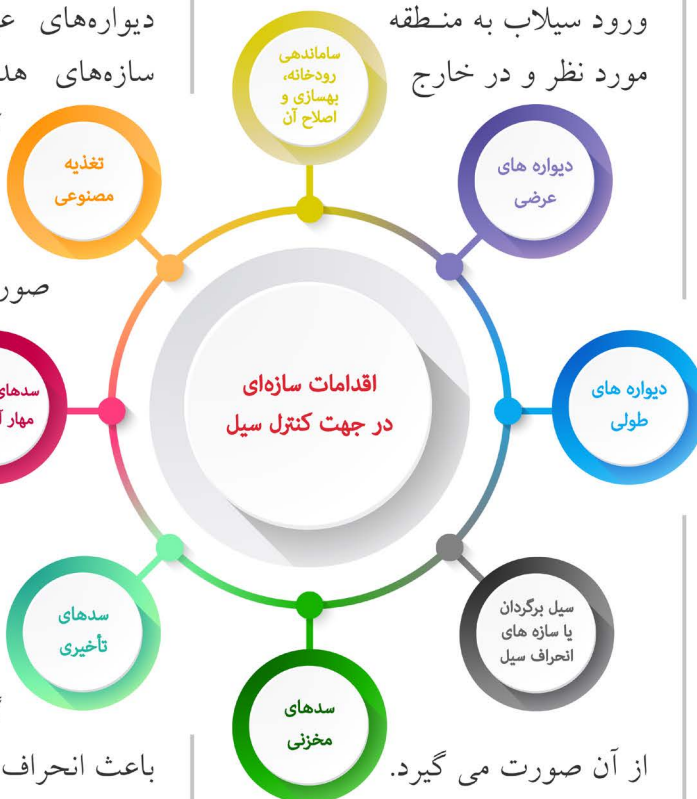 ورود سیلاب به منطقه
مورد نظر و در خارج
دیواره‌های
سازه‌های
ساماندهی
رودخانه،
بهسازی و
اصلاح آن
دیواره های
عرضی
دیواره های
طولی
سیل برگردان
یا سازه های
انحراف سیل
سدهای
مخزنی
سدهای
تأخیری
سدهای
مهار
تغذیه
مصنوعی
اقدامات سازه‌ای
در جهت کنترل سیل
از آن صورت می گیرد.
باعث انحراف